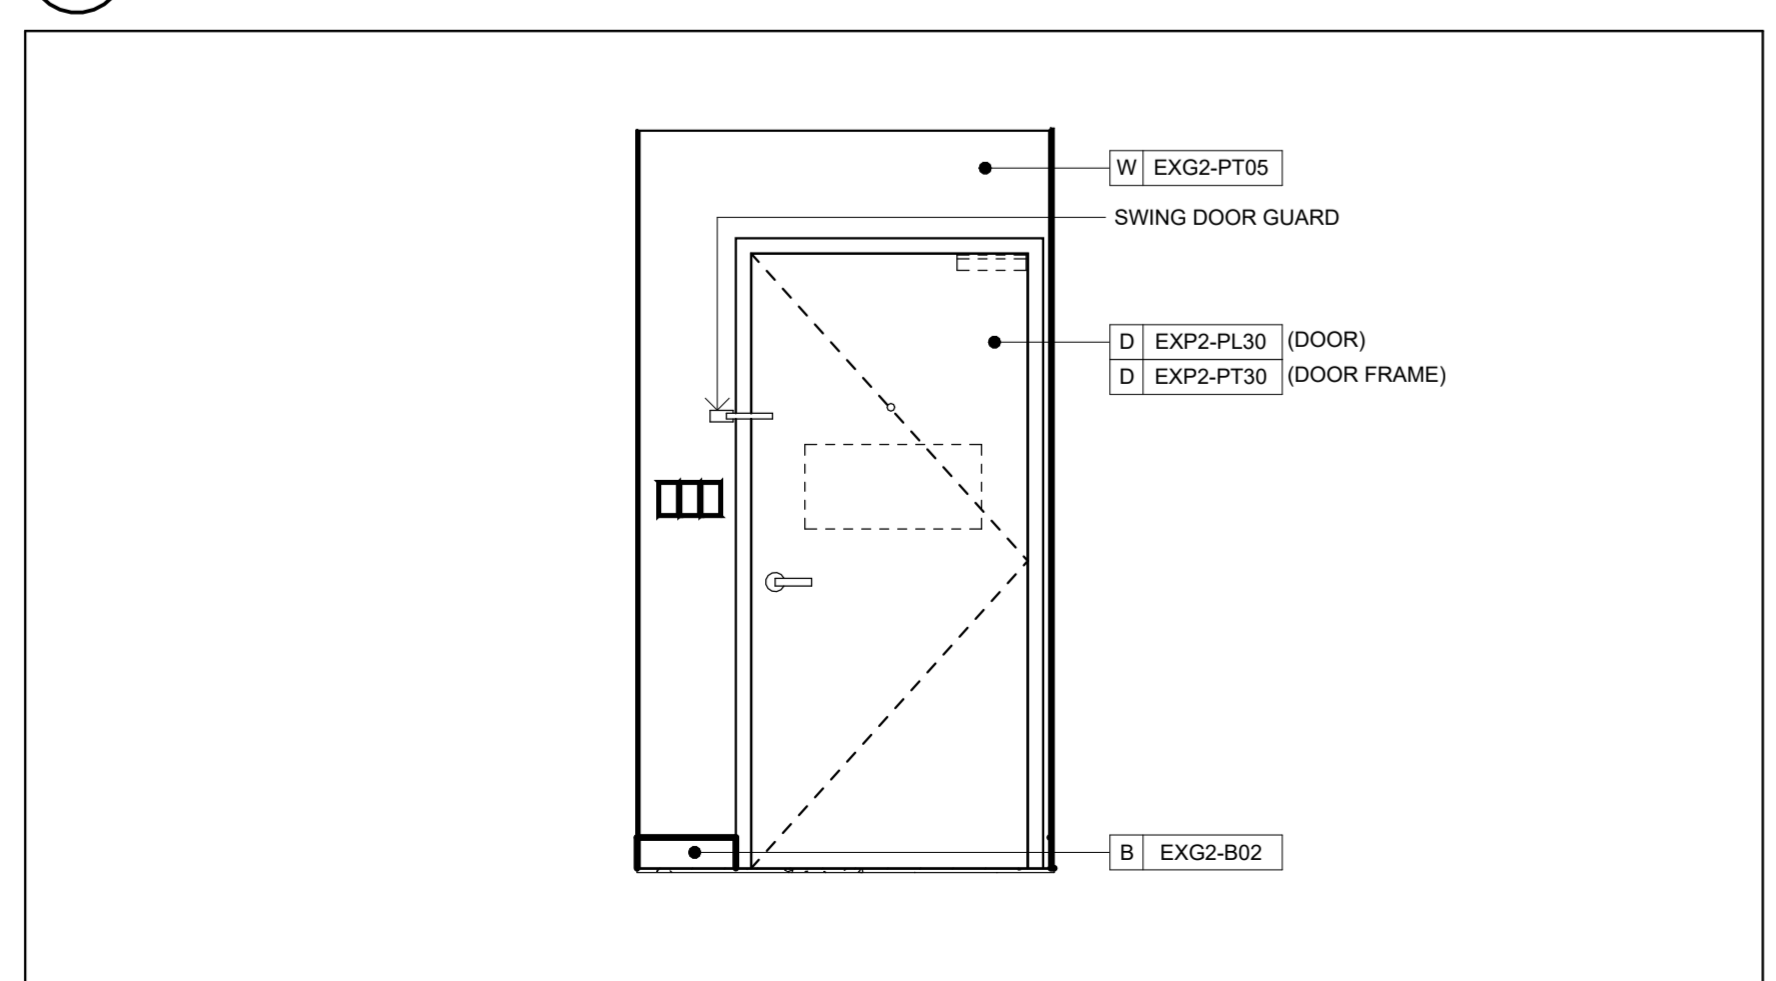 W EXG2-PT05
SWING DOOR GUARD
D EXP2-PL30 (DOOR)
D EXP2-PT30 (DOOR FRAME)
B EXG2-B02